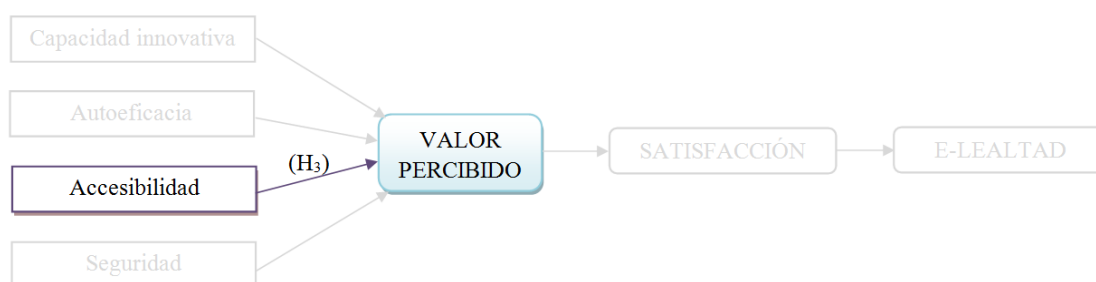 Capacidad innovativa
Autoeficacia
Accesibilidad
Seguridad
(H₃)
VALOR
PERCIBIDO
SATISFACCIÓN
E-LEALTAD